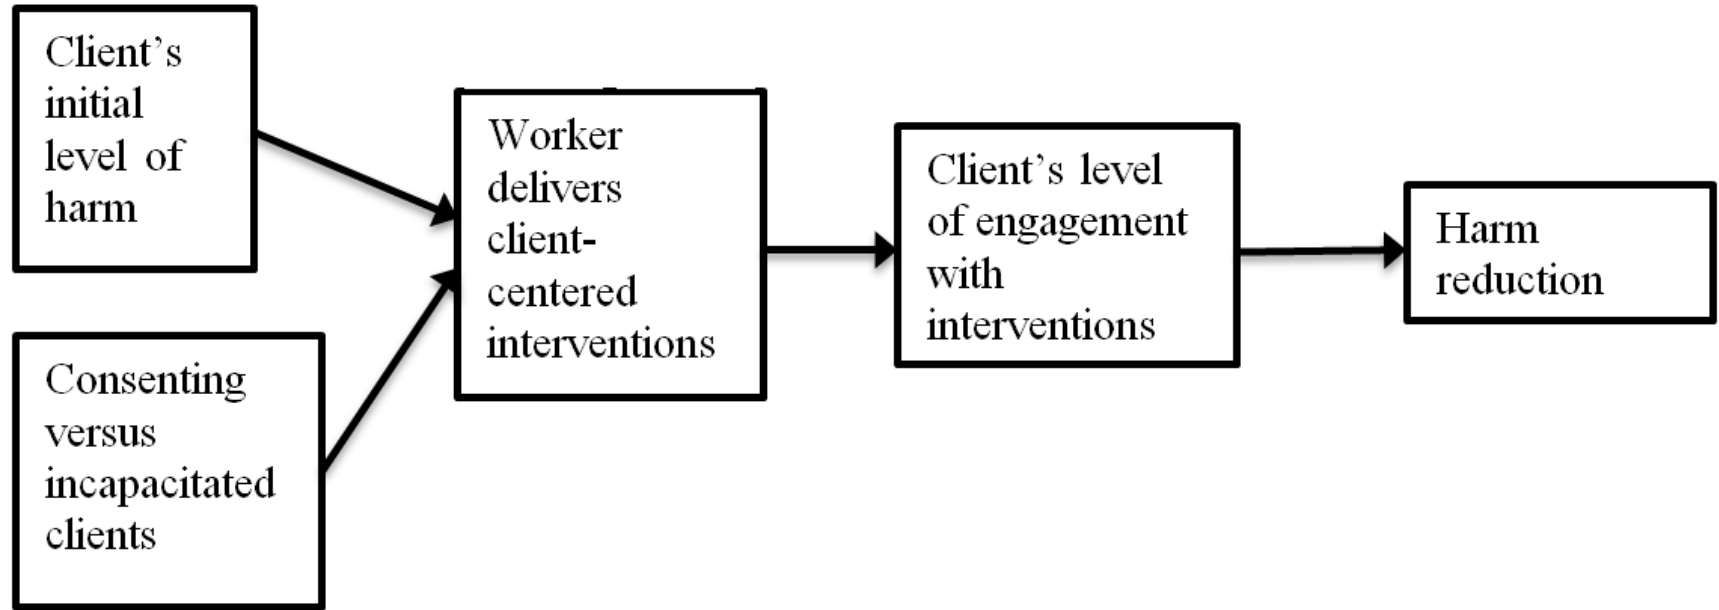 Client’s
initial
level of
harm
Consenting
versus
incapacitated
clients
Worker
delivers
client-
centered
interventions
Client’s level
of engagement
with
interventions
Harm
reduction